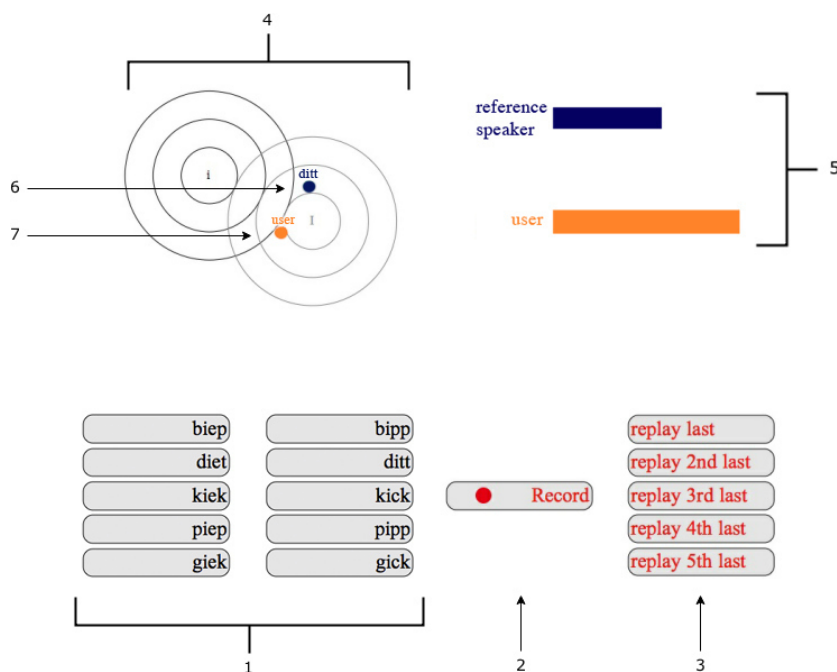 4
reference
speaker
5
i
ditt
6
user
I
user
7
biep
bipp
replay last
diet
ditt
replay 2nd last
kiek
kick
Record
replay 3rd last
piep
pipp
replay 4th last
giek
gick
replay 5th last
1
2
3